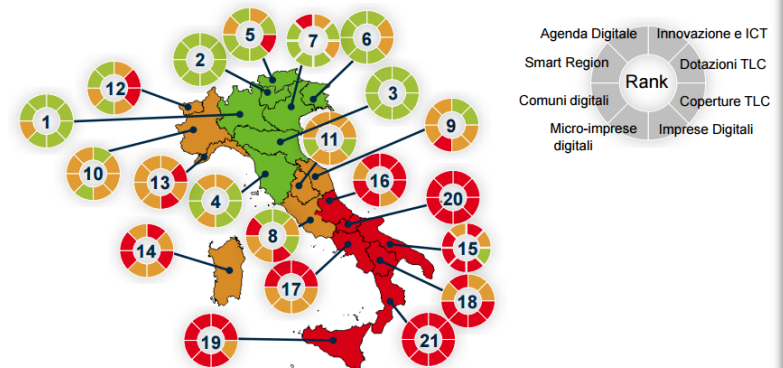 5
7
6
2
12
3
1
9
11
10
13
16
4
20
8
15
14
17
18
19
21
Agenda Digitale
Innovazione e ICT
Smart Region
Dotazioni TLC
Rank
Comuni digitali
Coperture TLC
Micro-imprese
digitali
Imprese Digitali